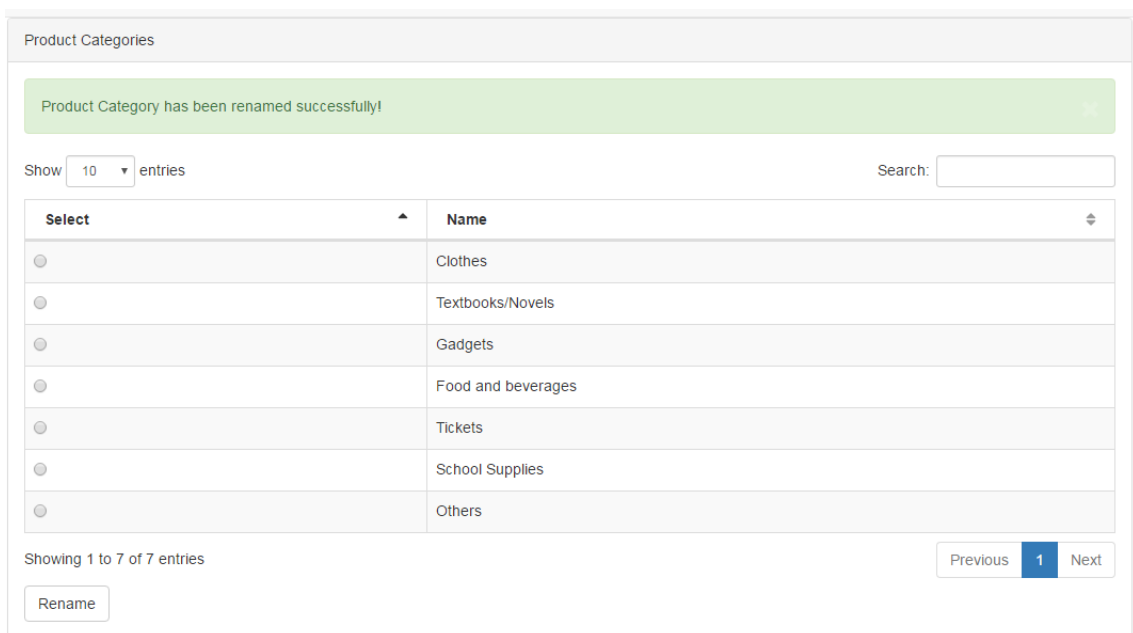 Product Categories
Product Category has been renamed successfully!
Show 10 entries Search:
Select Name
Clothes
Textbooks/Novels
Gadgets
Food and beverages
Tickets
School Supplies
Others
Showing 1 to 7 of 7 entries Previous 1 Next
Rename